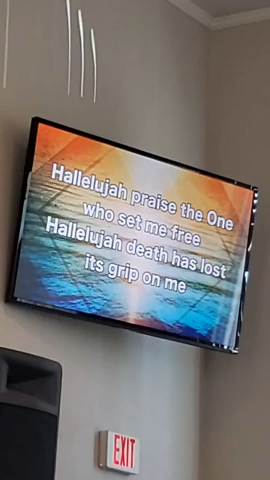 Hallelujah praise the One
who set me free
Hallelujah death has lost
its grip on me
EXIT